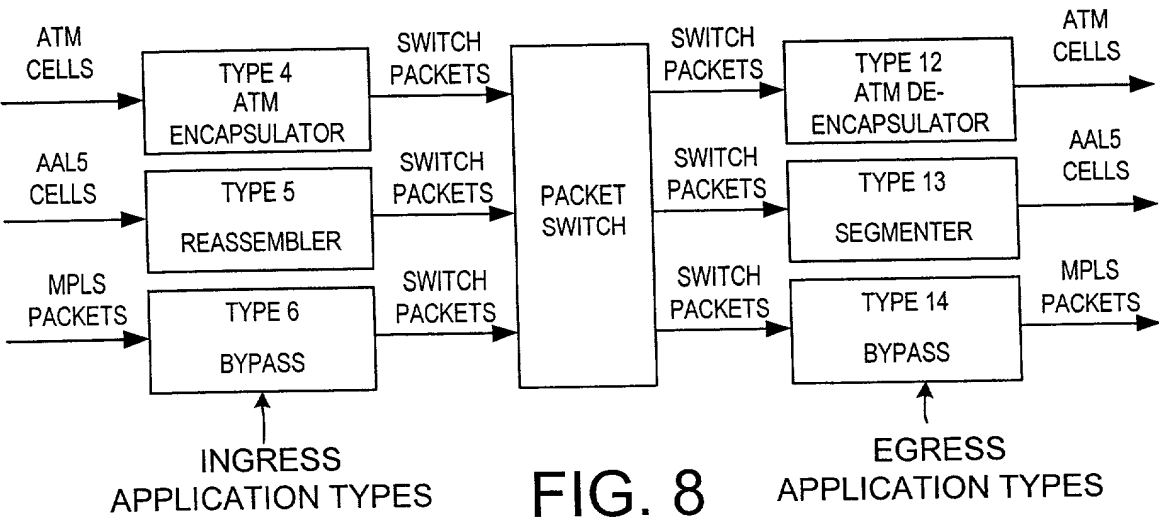 ATM
CELLS
TYPE 4
ATM
ENCAPSULATOR
SWITCH
PACKETS
AAL5
CELLS
TYPE 5
REASSEMBLER
SWITCH
PACKETS
MPLS
PACKETS
TYPE 6
BYPASS
SWITCH
PACKETS
INGRESS
APPLICATION TYPES
PACKET
SWITCH
SWITCH
PACKETS
TYPE 12
ATM DE-
ENCAPSULATOR
ATM
CELLS
SWITCH
PACKETS
TYPE 13
SEGMENTER
AAL5
CELLS
SWITCH
PACKETS
TYPE 14
BYPASS
MPLS
PACKETS
EGRESS
APPLICATION TYPES
FIG. 8